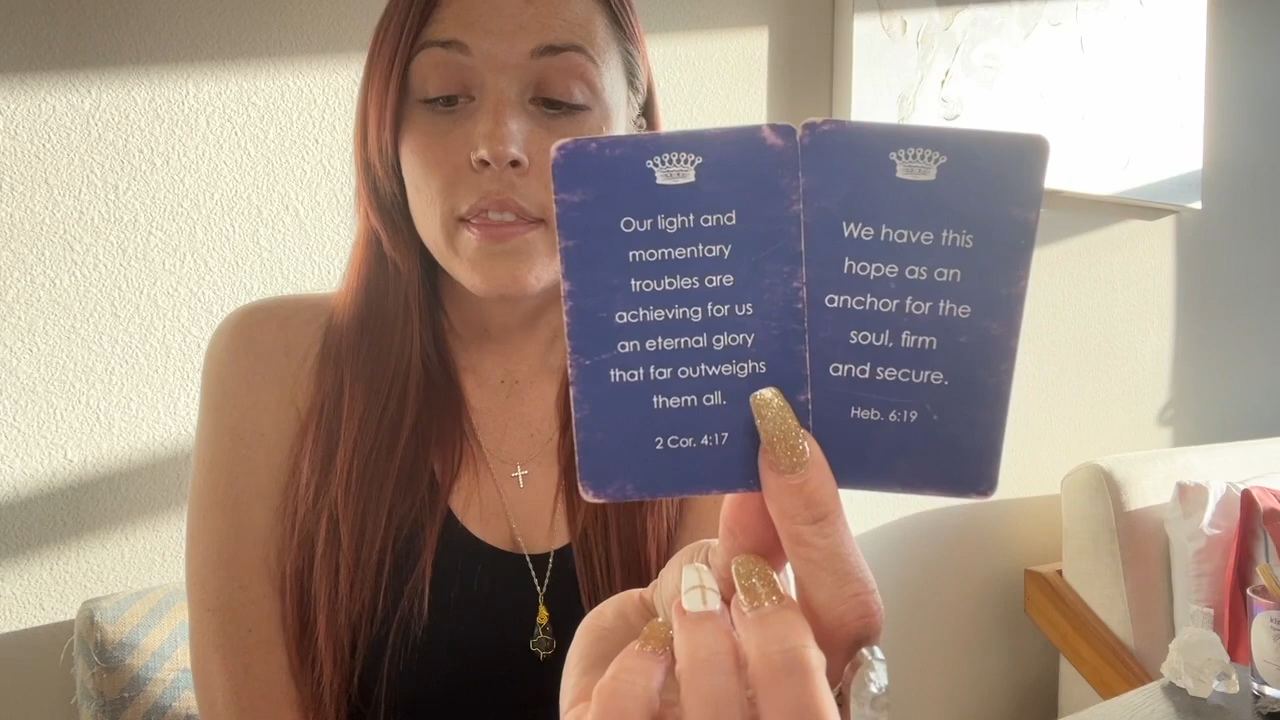 Our light and
momentary
troubles are
achieving for us
an eternal glory
that far outweighs
them all.
2 Cor. 4:17
We have this
hope as an
anchor for the
soul, firm
and secure.
Heb. 6:19